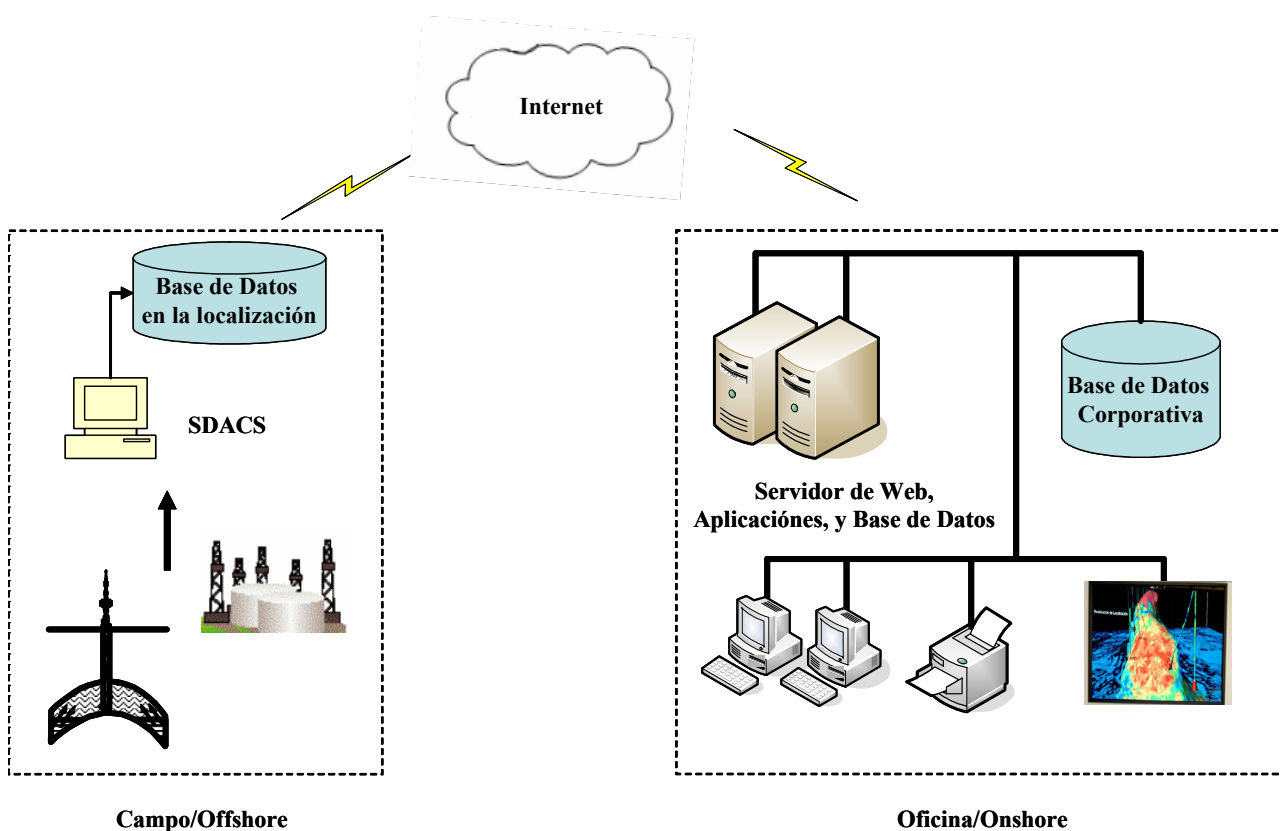 Internet
Base de Datos
en la localización
SDACS
Campo/Offshore
Base de Datos
Corporativa
Servidor de Web,
Aplicaciónes, y Base de Datos
Oficina/Onshore